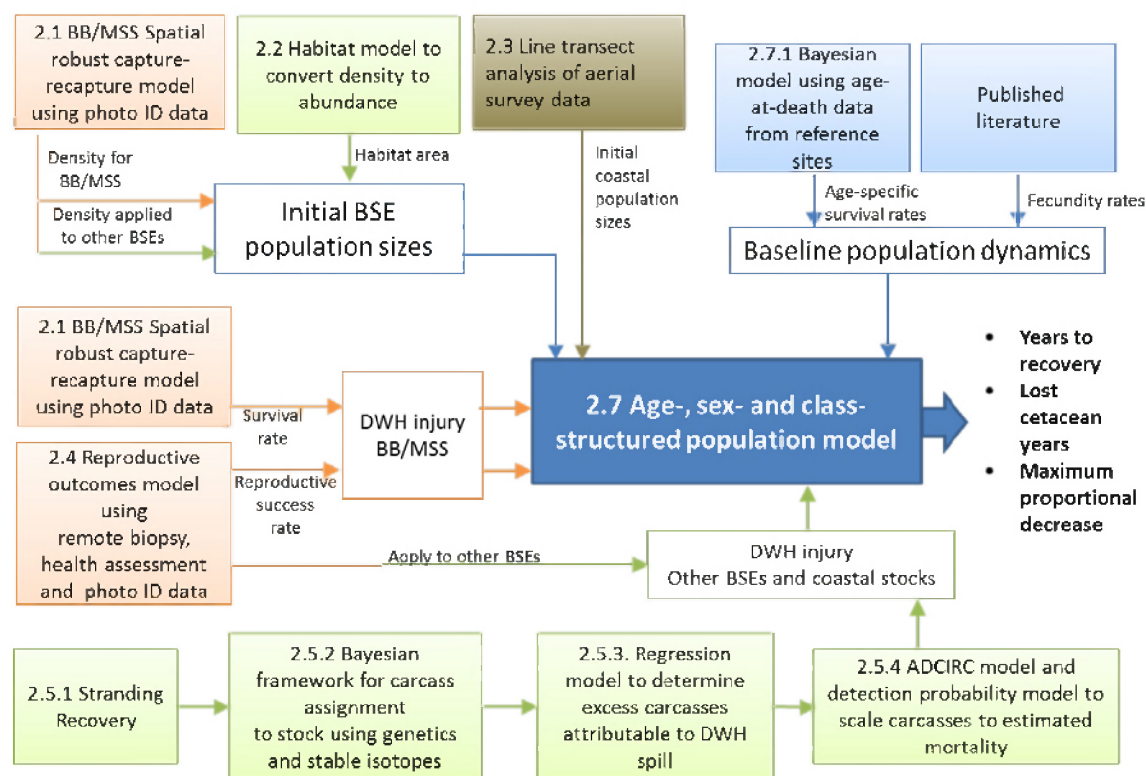 2.1 BB/MSS Spatial
robust capture-
recapture model
using photo ID data
2.2 Habitat model to
convert density to
abundance
2.3 Line transect
analysis of aerial
survey data
2.7.1 Bayesian
model using age-
at-death data
from reference
sites
Published
literature
Density for
BB/MSS
Density applied
to other BSEs
Habitat area
Initial
coastal
population
sizes
Age-specific
survival rates
Fecundity rates
Initial BSE
population sizes
Baseline population dynamics
2.1 BB/MSS Spatial
robust capture-
recapture model
using photo ID data
Survival
rate
2.4 Reproductive
outcomes model
using
remote biopsy,
health assessment
and photo ID data
Reproductive
success
rate
DWH injury
BB/MSS
2.7 Age-, sex- and class-
structured population model
• Years to
recovery
• Lost
cetacean
years
• Maximum
proportional
decrease
Apply to other BSEs
DWH injury
Other BSEs and coastal stocks
2.5.1 Stranding
Recovery
2.5.2 Bayesian
framework for carcass
assignment
to stock using genetics
and stable isotopes
2.5.3. Regression
model to determine
excess carcasses
attributable to DWH
spill
2.5.4 ADCIRC model and
detection probability model to
scale carcasses to estimated
mortality